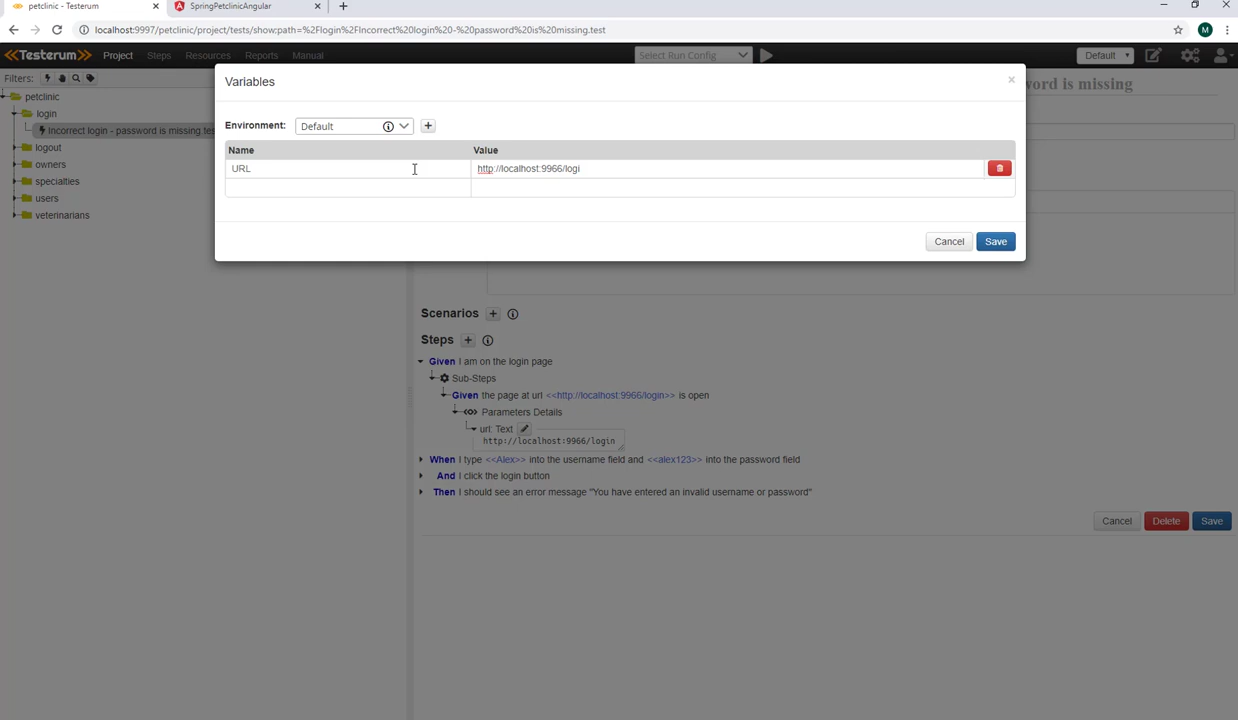 petclinic - Testerum
SpringPetclinicAngular
localhost:9997/petclinic/project/tests/show;path=%2Flogin%2FIncorrect%20login%20-%20password%20is%20missing.test
M
Testerum
Project
Steps
Resources
Reports
Manual
Select Run Config
Default
Filters:
petclinic
login
Incorrect login - password is missing.tes
logout
owners
specialties
users
veterinarians
word is missing
Variables
×
Environment:
Default
+
Name
Value
URL
http://localhost:9966/logi
Cancel
Save
Scenarios +
Steps +
Given I am on the login page
Sub-Steps
Given the page at url <<http://localhost:9966/login>> is open
Parameters Details
url: Text
http://localhost:9966/login
When I type <<Alex>> into the username field and <<alex123>> into the password field
And I click the login button
Then I should see an error message "You have entered an invalid username or password"
Cancel
Delete
Save